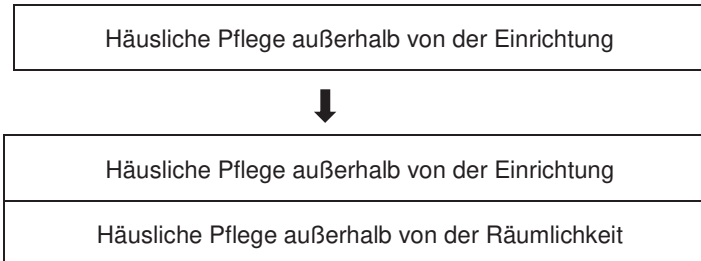 Häusliche Pflege außerhalb von der Einrichtung
Häusliche Pflege außerhalb von der Einrichtung
Häusliche Pflege außerhalb von der Räumlichkeit